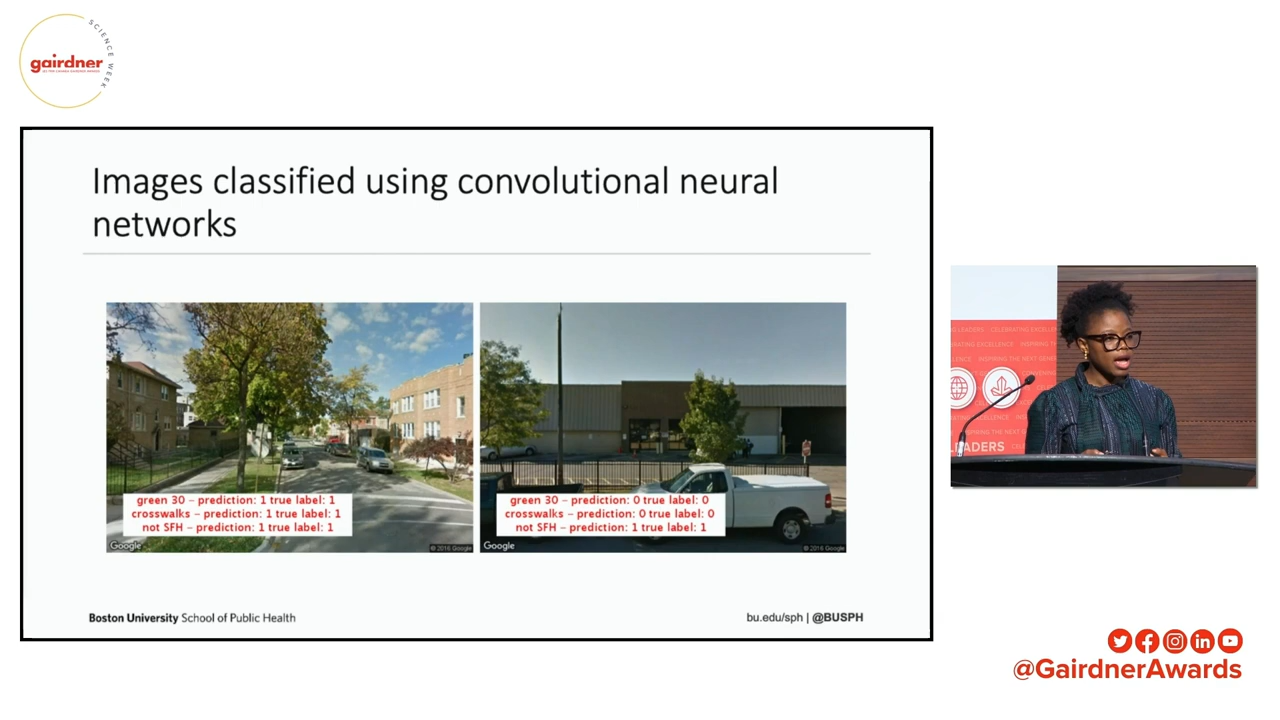 SCIENCE WEEK
gairdner
Images classified using convolutional neural
networks
green 30 – prediction: 1 true label: 1
crosswalks – prediction: 1 true label: 1
not SFH – prediction: 1 true label: 1
Google
© 2016 Google
green 30 – prediction: 0 true label: 0
crosswalks – prediction: 0 true label: 0
not SFH – prediction: 1 true label: 1
Google
© 2016 Google
Boston University School of Public Health
bu.edu/sph | @BUSPH
CELEBRATING
EXCELLENCE
LEADERS
@GairdnerAwards